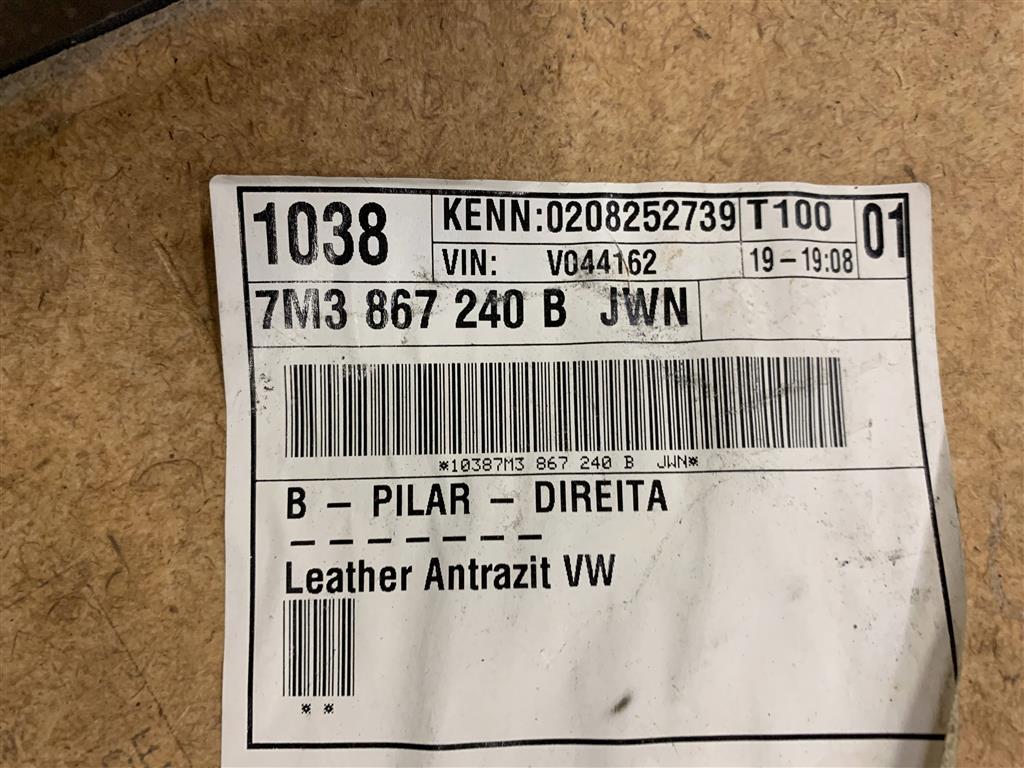 1038 KENN:0208252739 T100 01
VIN: V044162 19-19:08
7M3 867 240 B JWN
*10387M3 867 240 B JWN*
B - PILAR - DIREITA
- - - - - - -
Leather Antrazit VW
* *